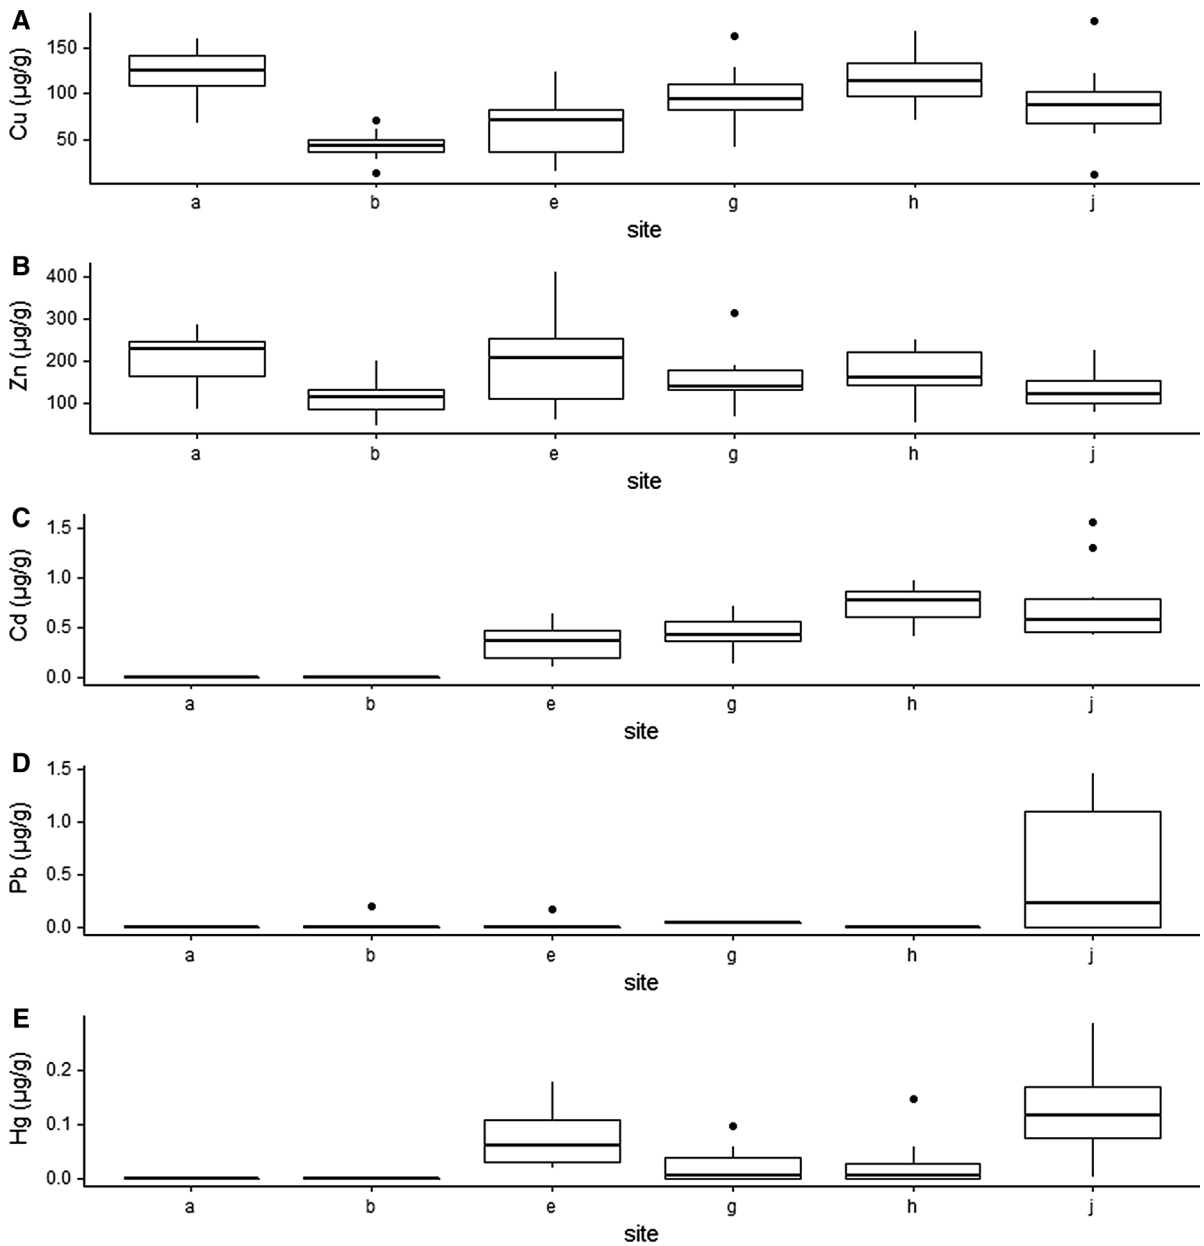 A
Cu (µg/g)
150
100
50
a b e g h j
site
B
Zn (µg/g)
400
300
200
100
a b e g h j
site
C
Cd (µg/g)
1.5
1.0
0.5
0.0
a b e g h j
site
D
Pb (µg/g)
1.5
1.0
0.5
0.0
a b e g h j
site
E
Hg (µg/g)
0.2
0.1
0.0
a b e g h j
site